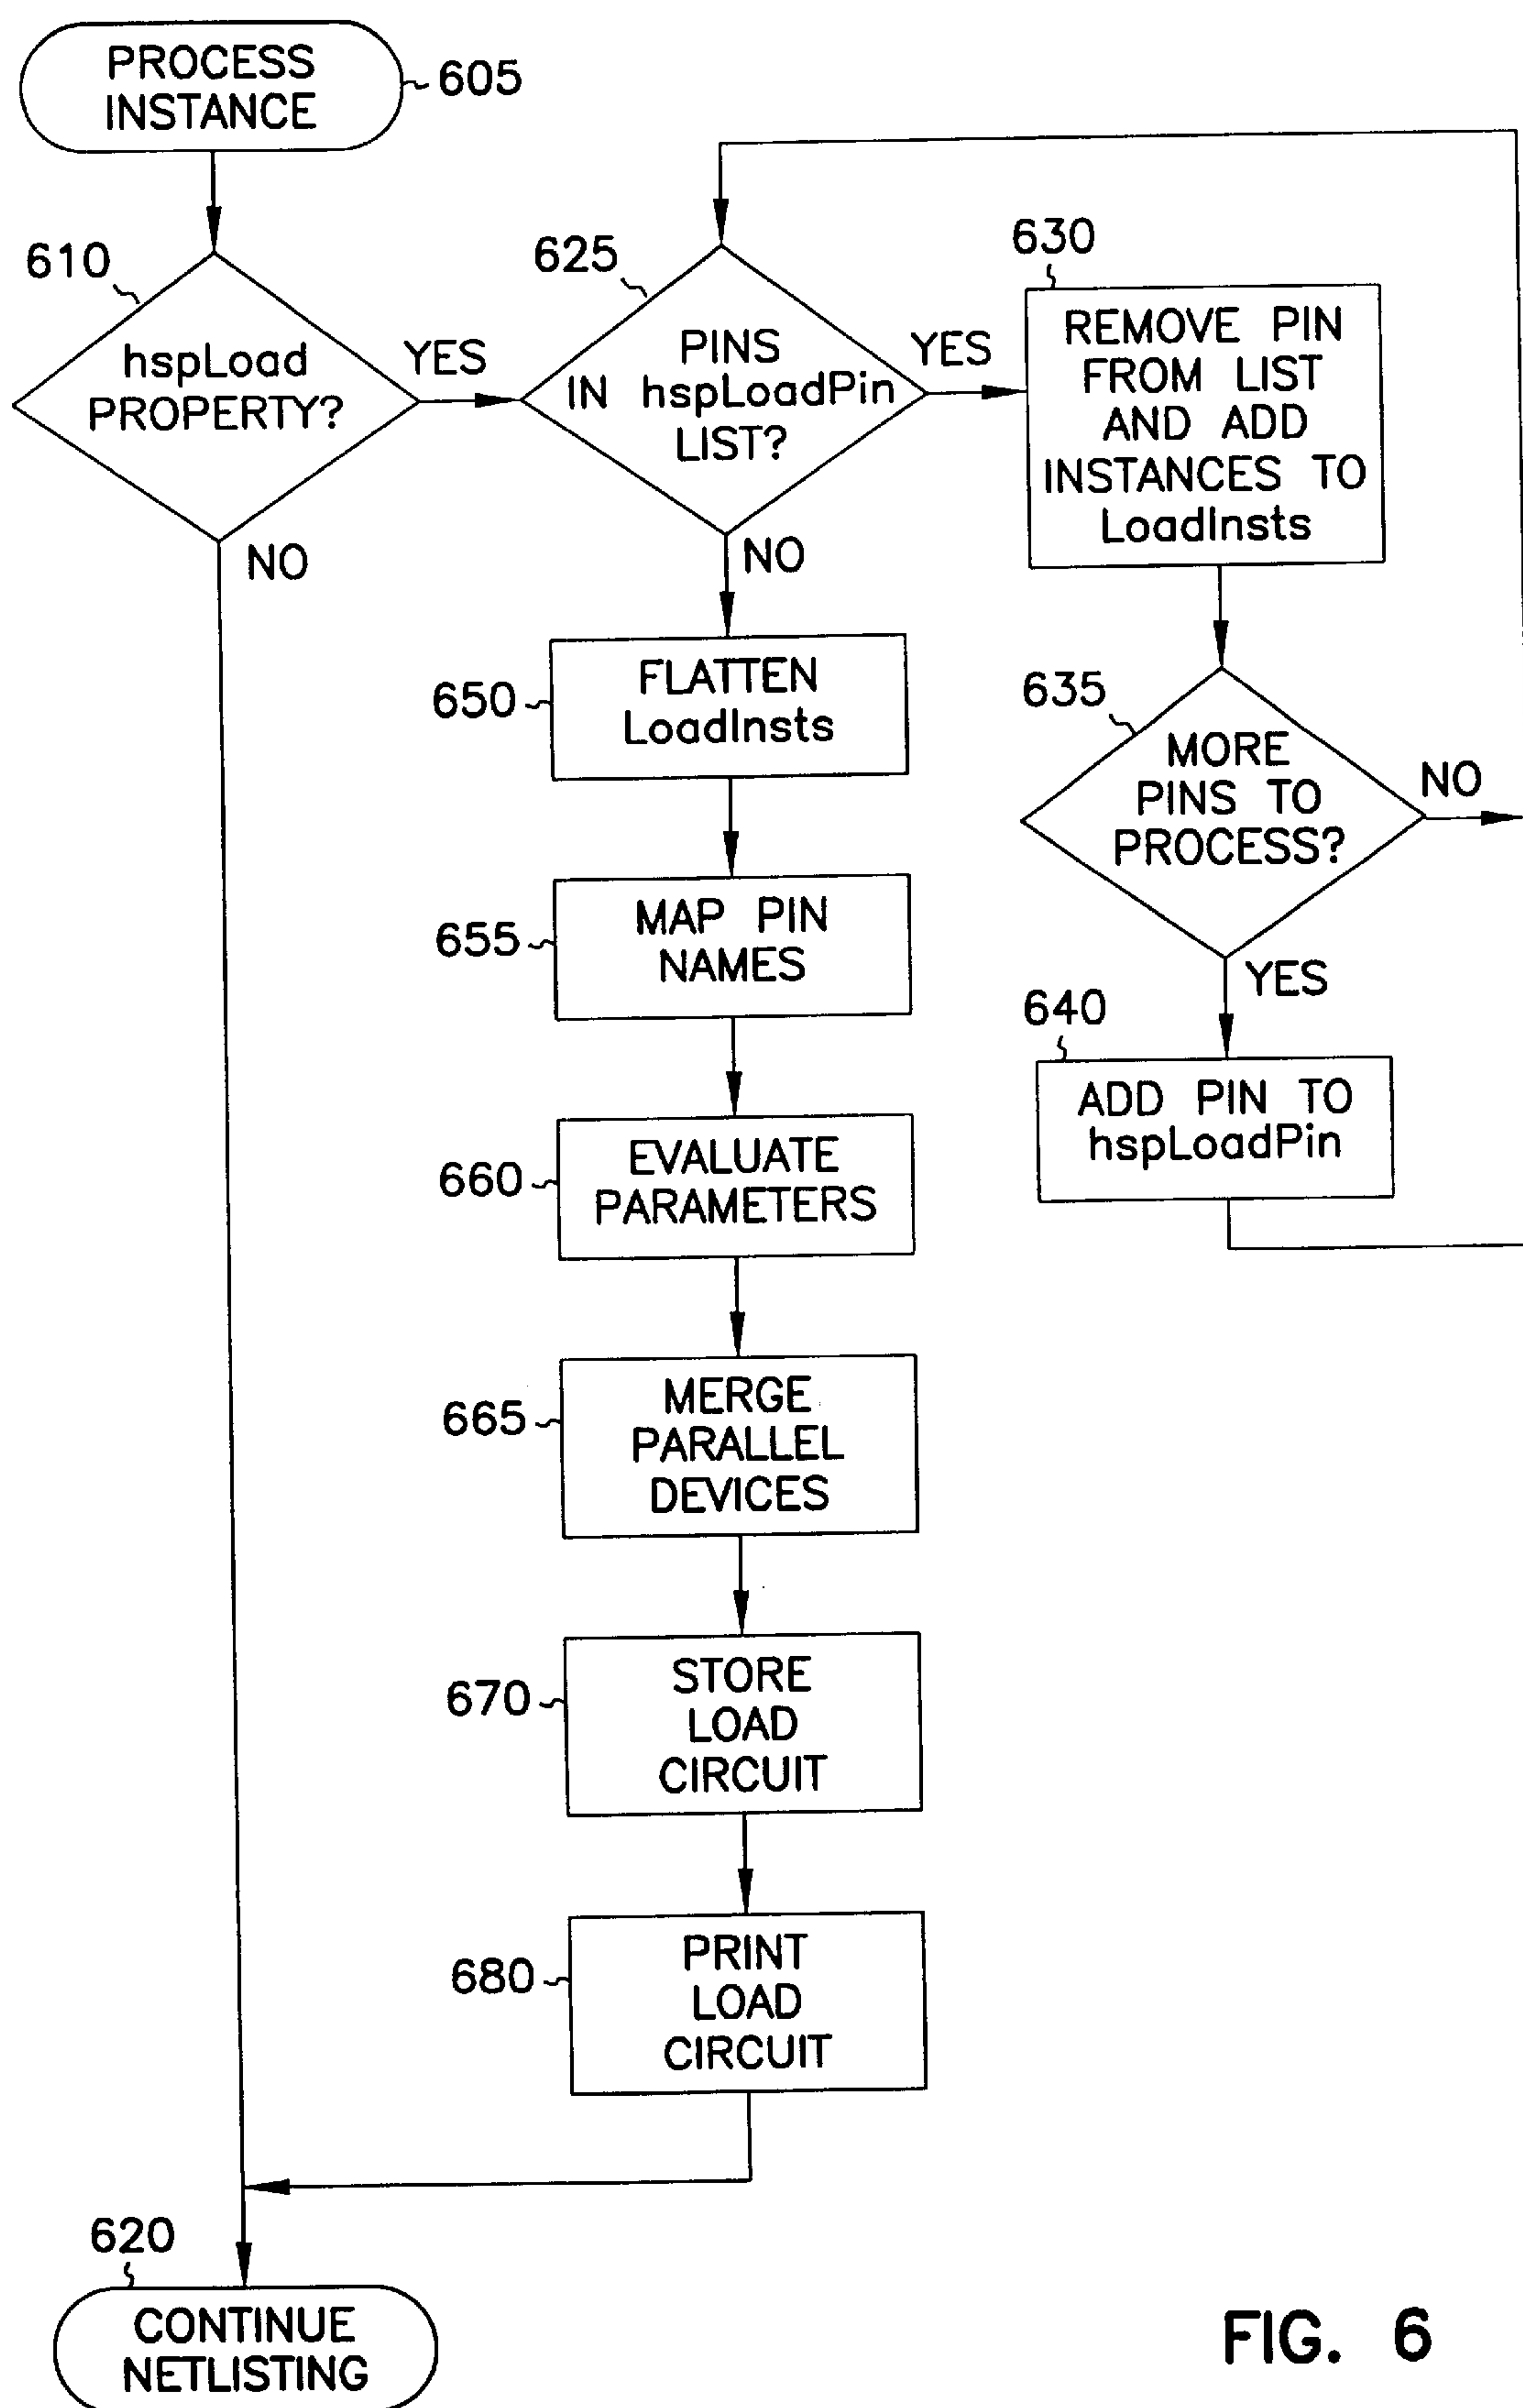 PROCESS
INSTANCE
605
610
hspLoad
PROPERTY?
YES
NO
625
PINS
IN hspLoadPin
LIST?
YES
NO
630
REMOVE PIN
FROM LIST
AND ADD
INSTANCES TO
LoadInsts
635
MORE
PINS TO
PROCESS?
NO
YES
640
ADD PIN TO
hspLoadPin
650
FLATTEN
LoadInsts
655
MAP PIN
NAMES
660
EVALUATE
PARAMETERS
665
MERGE
PARALLEL
DEVICES
670
STORE
LOAD
CIRCUIT
680
PRINT
LOAD
CIRCUIT
620
CONTINUE
NETLISTING
FIG. 6